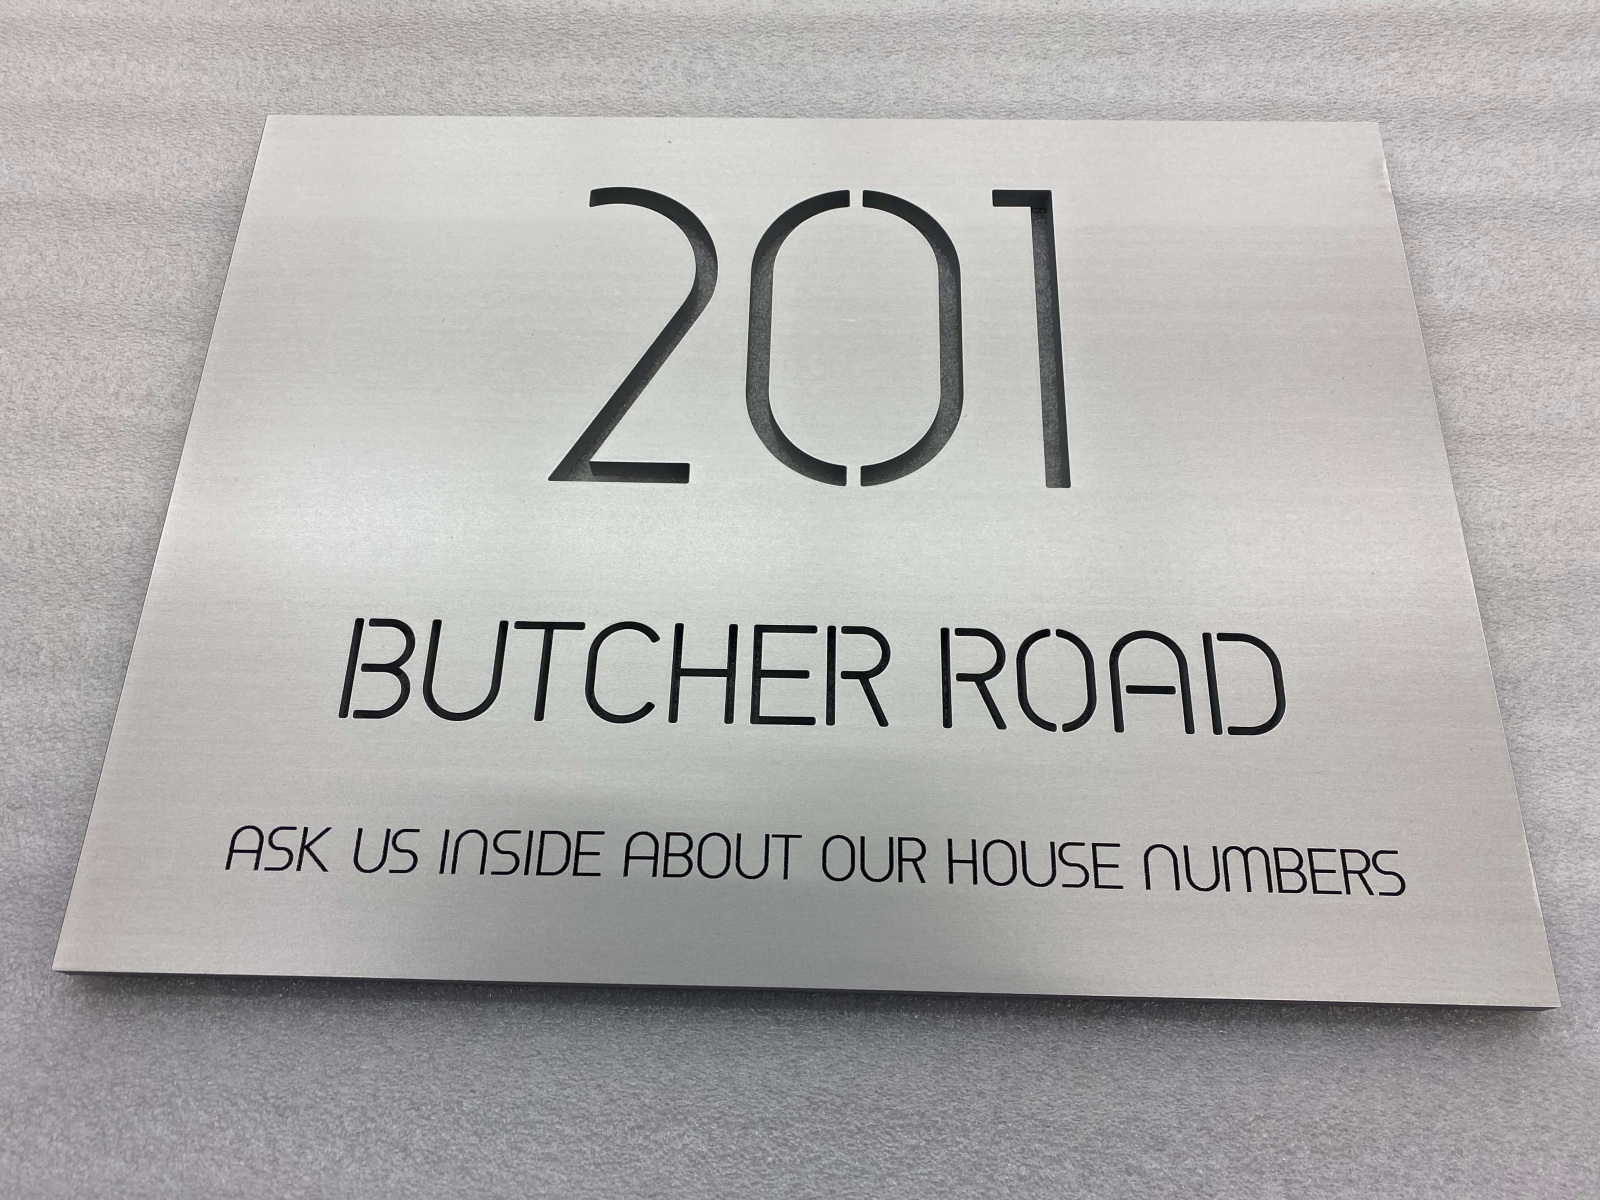 201
BUTCHER ROAD
ASK US INSIDE ABOUT OUR HOUSE NUMBERS